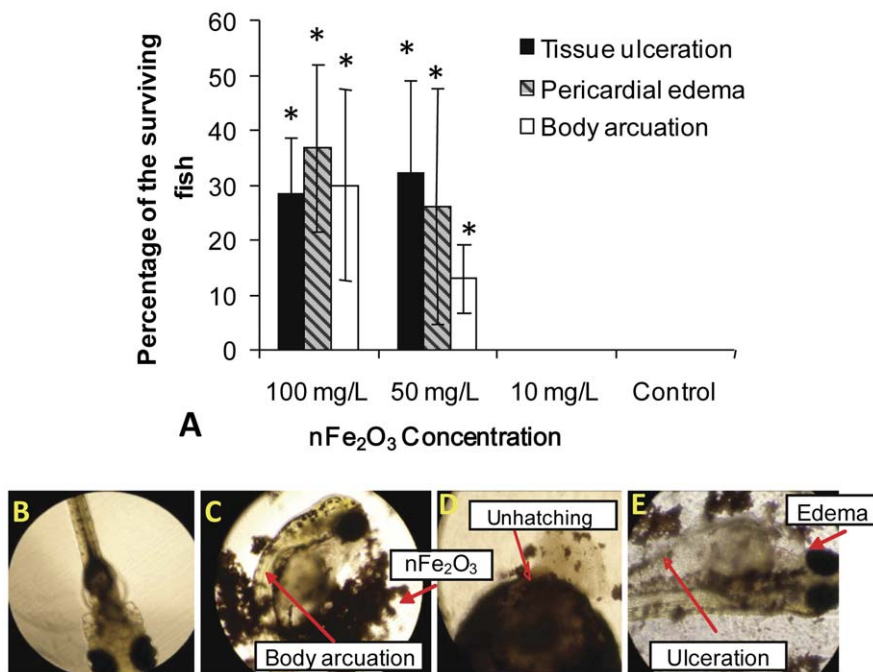 60
50
40
30
20
10
0
Percentage of the surviving
fish
* * * * * *
Tissue ulceration
Pericardial edema
Body arcuation
100 mg/L 50 mg/L 10 mg/L Control
A
nFe₂O₃ Concentration
B
C
nFe₂O₃
Body arcuation
D
Unhatching
E
Edema
Ulceration